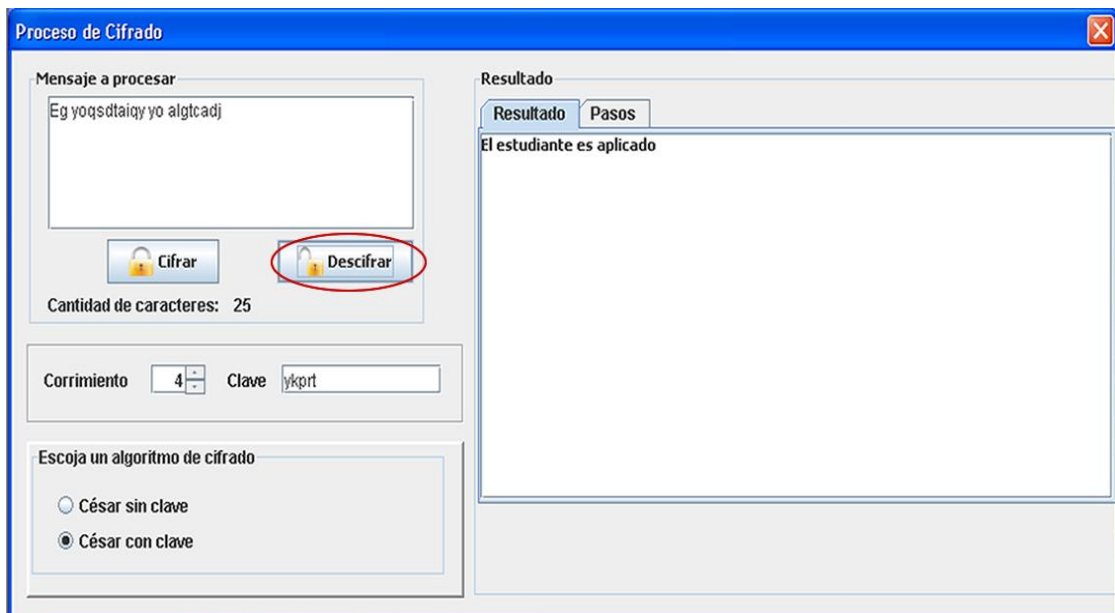 Proceso de Cifrado
Mensaje a procesar
Eg yoqsdtaiqy yo algtcadj
Cifrar
Descifrar
Cantidad de caracteres: 25
Corrimiento 4 Clave ykprt
Escoja un algoritmo de cifrado
César sin clave
César con clave
Resultado
Resultado Pasos
El estudiante es aplicado